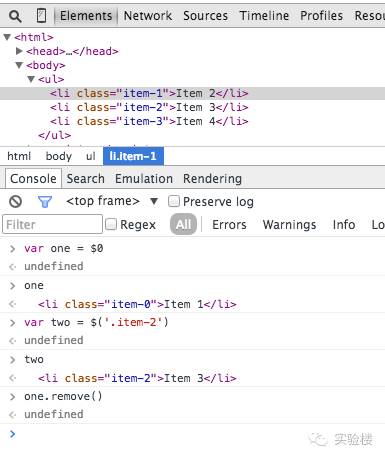 Elements Network Sources Timeline Profiles Resour
▼<html>
▶<head>…</head>
▼<body>
▼<ul>
<li class="item-1">Item 2</li>
<li class="item-2">Item 3</li>
<li class="item-3">Item 4</li>
</ul>
html body ul li.item-1
Console Search Emulation Rendering
<top frame> ▼ Preserve log
Filter Regex All Errors Warnings Info Lo
> var one = $0
< undefined
> one
<li class="item-0">Item 1</li>
> var two = $('.item-2')
< undefined
> two
<li class="item-2">Item 3</li>
> one.remove()
< undefined
>
实验楼